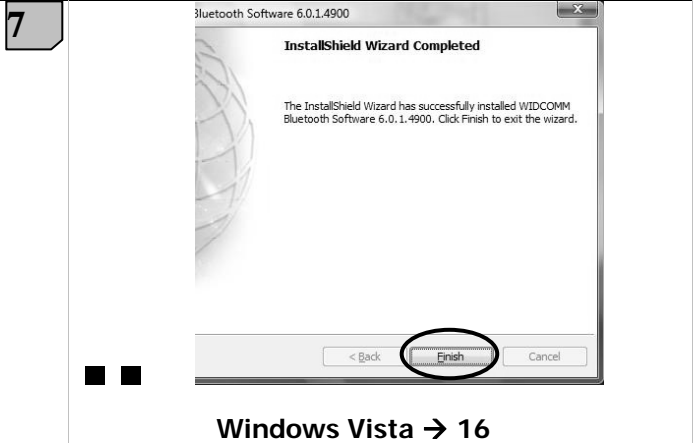 7
Bluetooth Software 6.0.1.4900
InstallShield Wizard Completed
The InstallShield Wizard has successfully installed WIDCOMM
Bluetooth Software 6.0.1.4900. Click Finish to exit the wizard.
< Back
Finish
Cancel
Windows Vista → 16